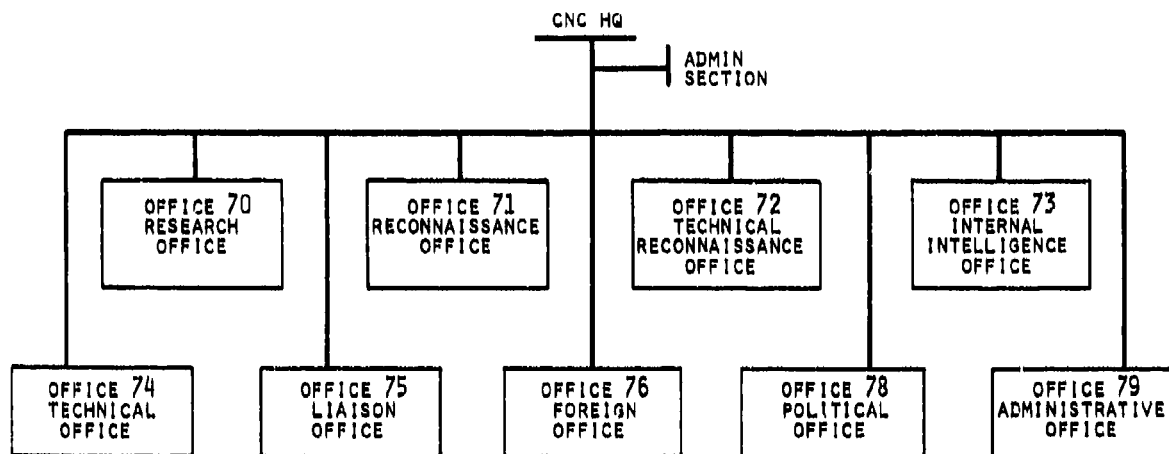 CNC HQ
ADMIN
SECTION
OFFICE 70
RESEARCH
OFFICE
OFFICE 71
RECONNAISSANCE
OFFICE
OFFICE 72
TECHNICAL
RECONNAISSANCE
OFFICE
OFFICE 73
INTERNAL
INTELLIGENCE
OFFICE
OFFICE 74
TECHNICAL
OFFICE
OFFICE 75
LIAISON
OFFICE
OFFICE 76
FOREIGN
OFFICE
OFFICE 78
POLITICAL
OFFICE
OFFICE 79
ADMINISTRATIVE
OFFICE